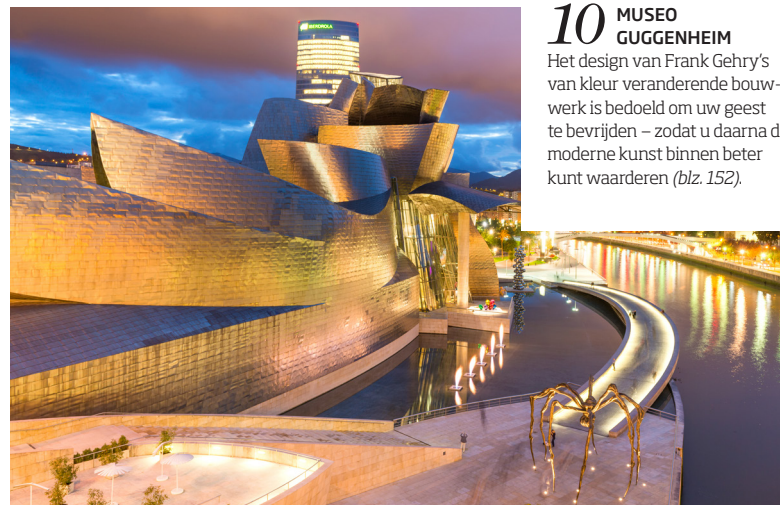 IBERDROLA
10 MUSEO
GUGGENHEIM
Het design van Frank Gehry's
van kleur veranderende bouw-
werk is bedoeld om uw geest
te bevrijden – zodat u daarna d
moderne kunst binnen beter
kunt waarderen (blz. 152).